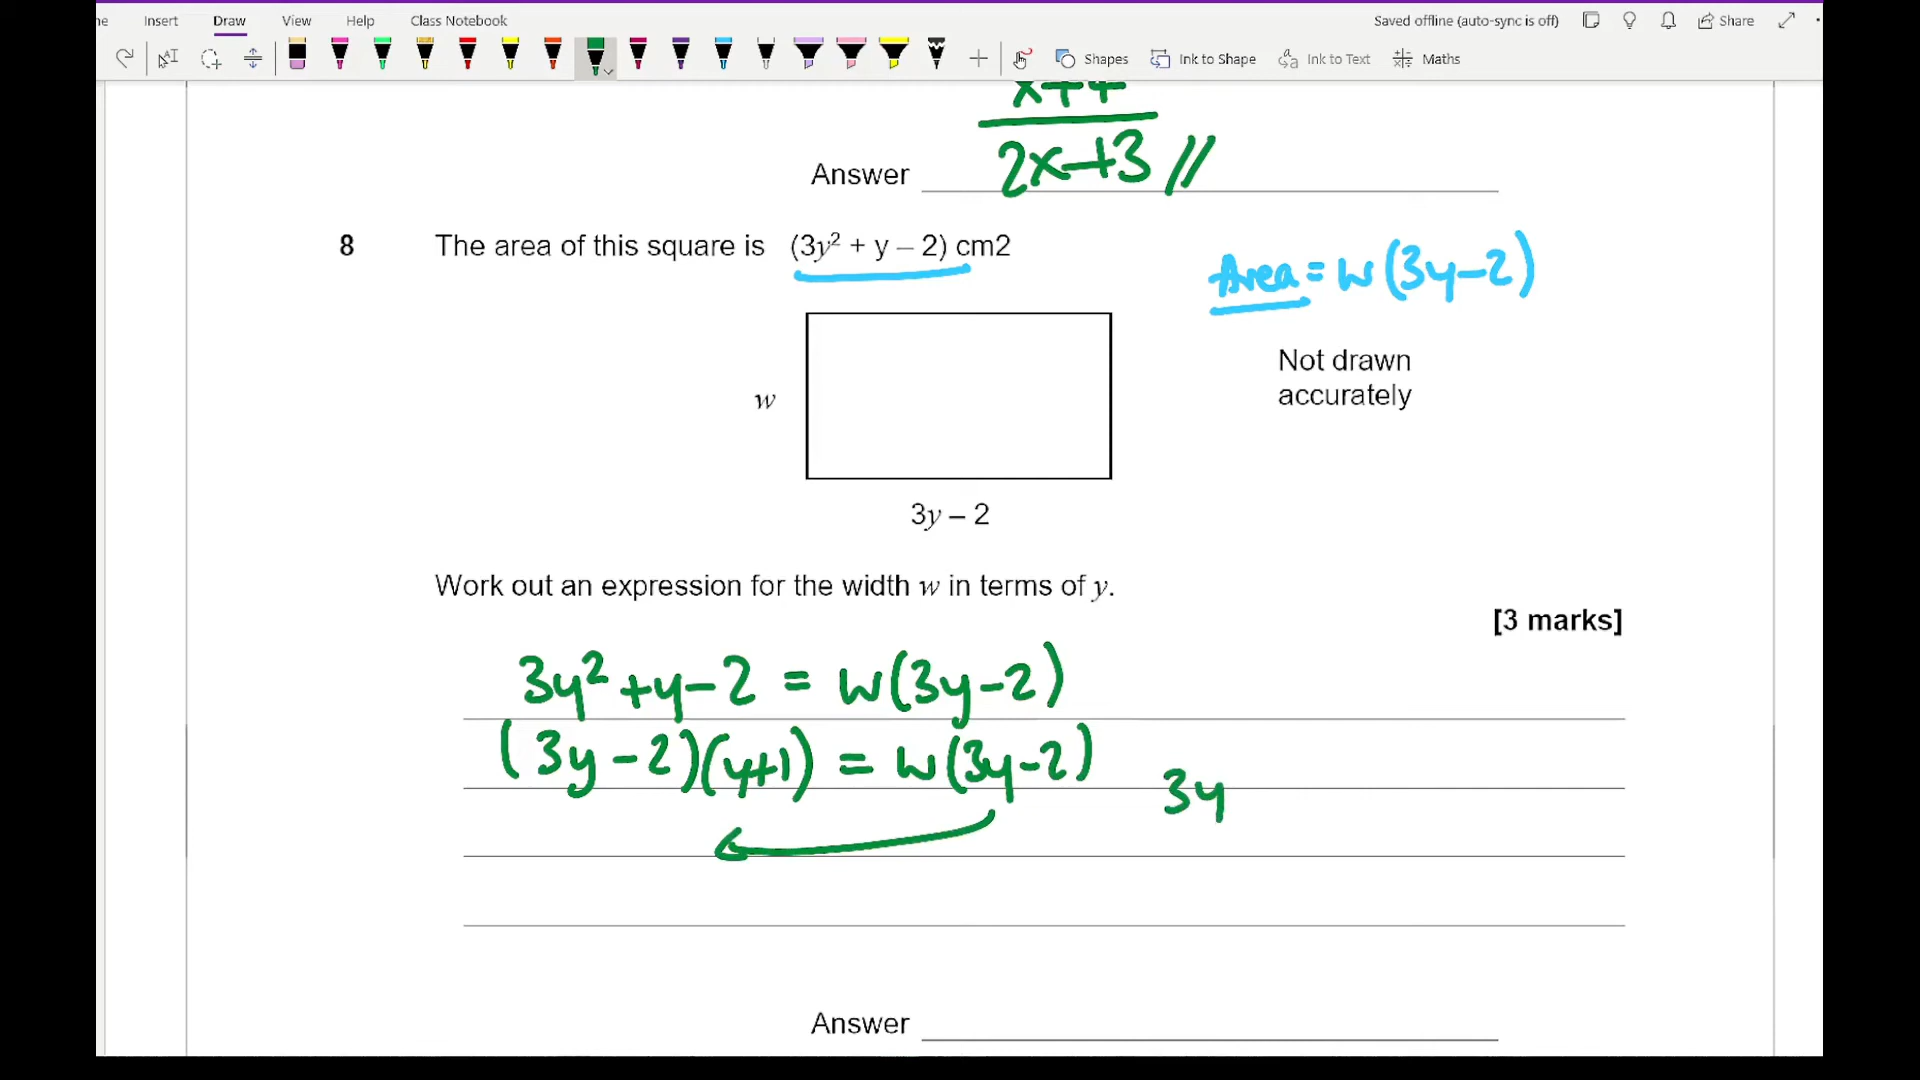 Insert Draw View Help Class Notebook Saved offline (auto-sync is off) Share
Shapes Ink to Shape Ink to Text Maths
x+4
2x+3 //
Answer
8 The area of this square is (3y² + y – 2) cm2
Area = w(3y-2)
Not drawn
accurately
w
3y – 2
Work out an expression for the width w in terms of y.
[3 marks]
3y² +y-2 = w(3y-2)
(3y-2)(y+1) = w(3y-2)
3y
Answer